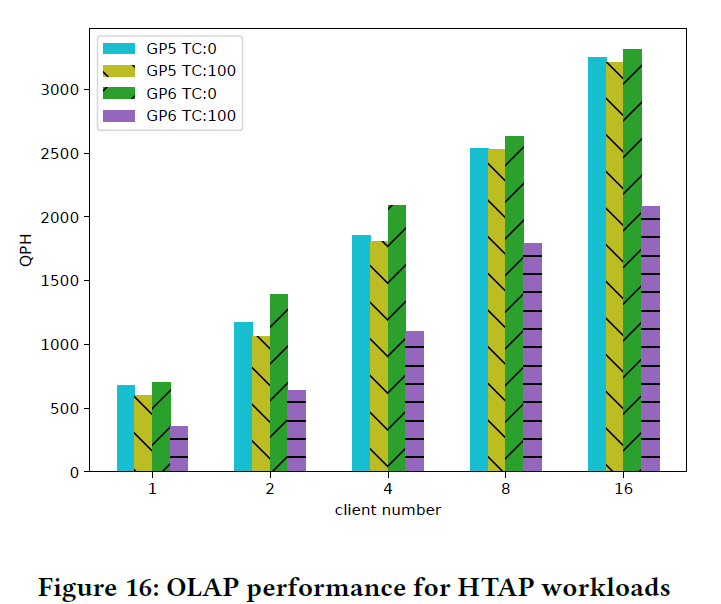 GP5 TC:0
GP5 TC:100
GP6 TC:0
GP6 TC:100
3000
2500
2000
1500
1000
500
0
QPH
1 2 4 8 16
client number
Figure 16: OLAP performance for HTAP workloads